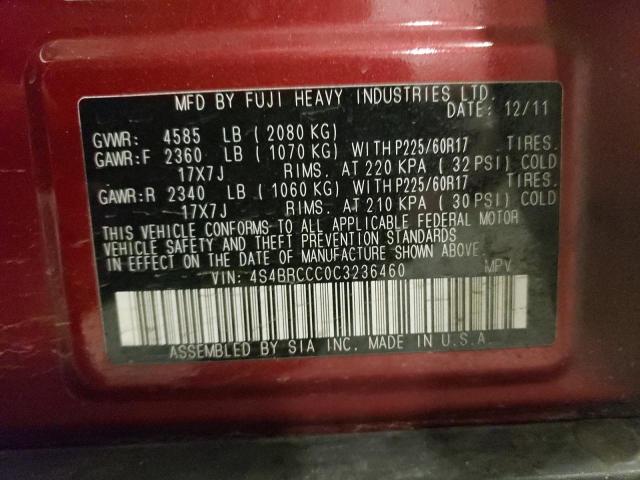 MFD BY FUJI HEAVY INDUSTRIES LTD.
DATE: 12/11
GVWR: 4585 LB (2080 KG)
GAWR:F 2360 LB (1070 KG) WITH P225/60R17 TIRES.
17X7J RIMS. AT 220 KPA (32 PSI) COLD
GAWR:R 2340 LB (1060 KG) WITH P225/60R17 TIRES.
17X7J RIMS. AT 210 KPA (30 PSI) COLD
THIS VEHICLE CONFORMS TO ALL APPLICABLE FEDERAL MOTOR
VEHICLE SAFETY AND THEFT PREVENTION STANDARDS
IN EFFECT ON THE DATE OF MANUFACTURE SHOWN ABOVE
VIN: 4S4BRCCC0C3236460 MPV
ASSEMBLED BY SIA INC. MADE IN U.S.A.